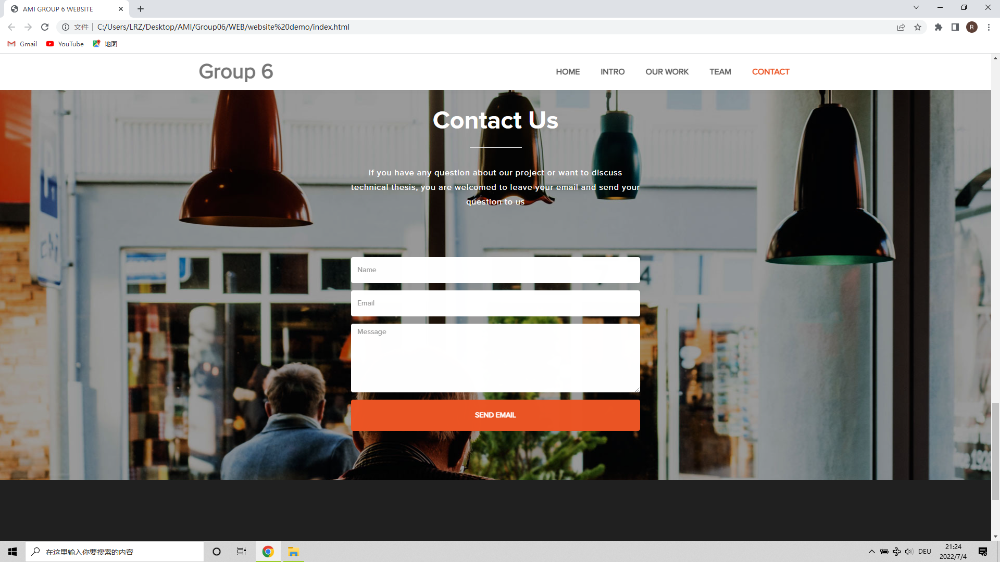 AMI GROUP 6 WEBSITE
文件 C:/Users/LRZ/Desktop/AMI/Group06/WEB/website%20demo/index.html
R
Gmail YouTube 地图
Group 6 HOME INTRO OUR WORK TEAM CONTACT
Contact Us
if you have any question about our project or want to discuss
technical thesis, you are welcomed to leave your email and send your
question to us
Name
Email
Message
SEND EMAIL
在这里输入你要搜索的内容
DEU
21:24
2022/7/4